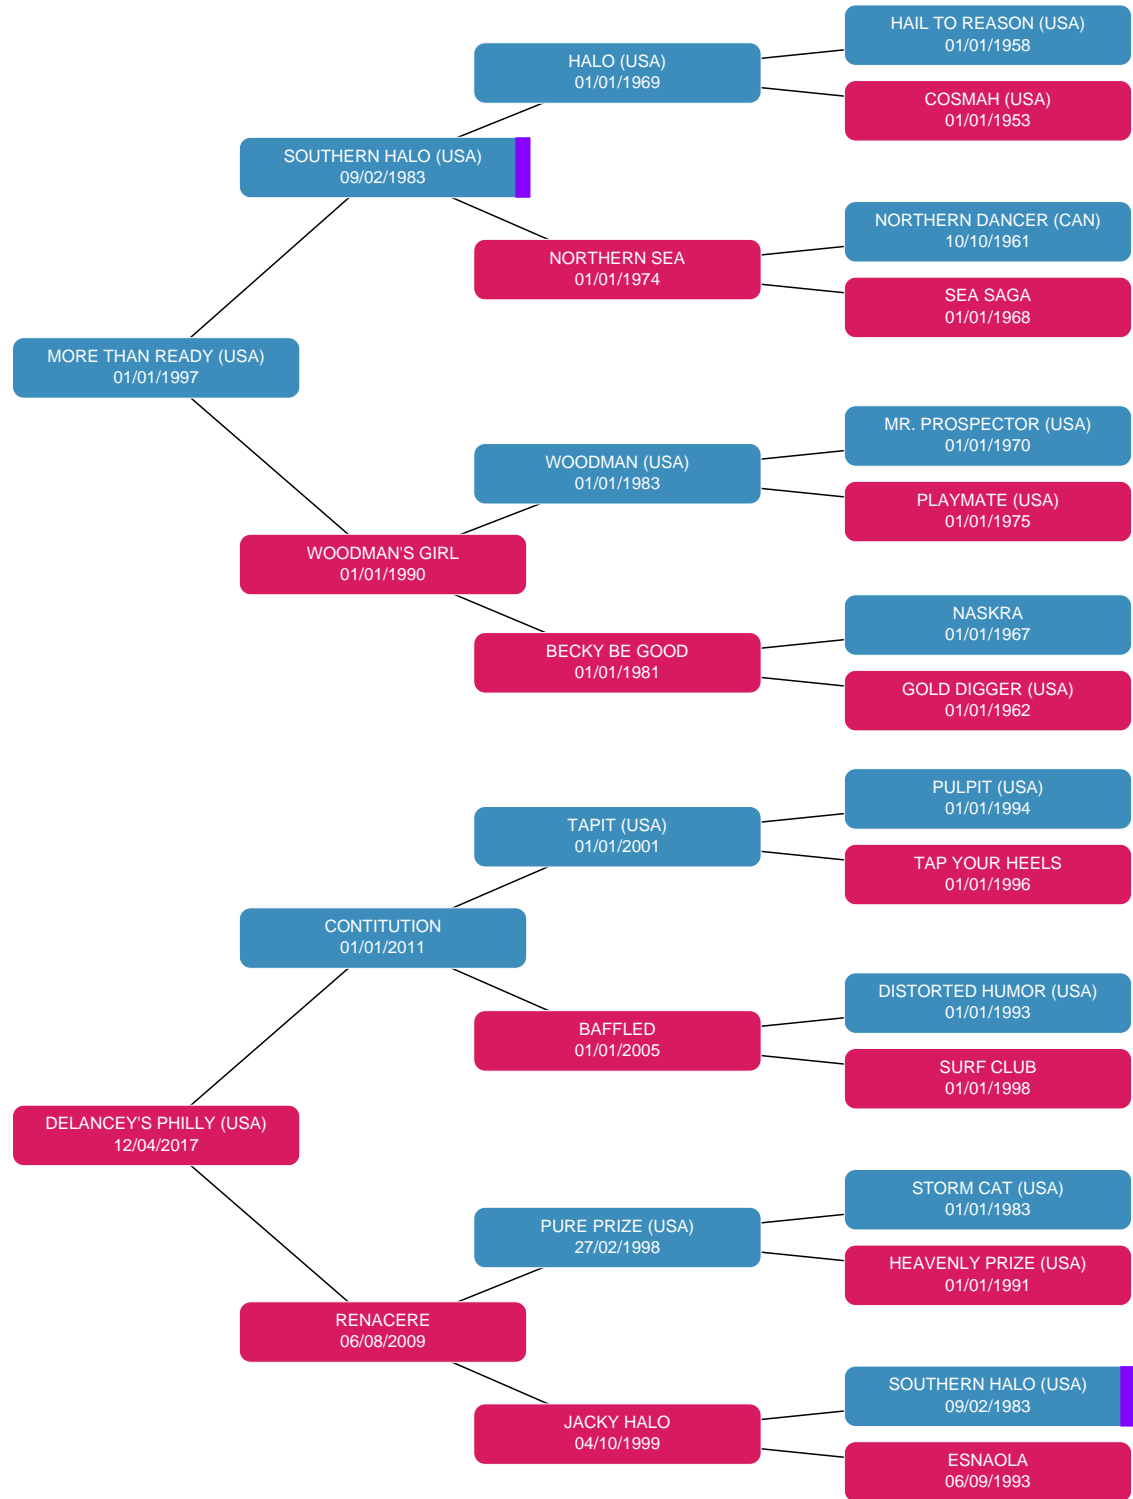 HAIL TO REASON (USA)
01/01/1958
HALO (USA)
01/01/1969
COSMAH (USA)
01/01/1953
SOUTHERN HALO (USA)
09/02/1983
NORTHERN DANCER (CAN)
10/10/1961
NORTHERN SEA
01/01/1974
SEA SAGA
01/01/1968
MORE THAN READY (USA)
01/01/1997
MR. PROSPECTOR (USA)
01/01/1970
WOODMAN (USA)
01/01/1983
PLAYMATE (USA)
01/01/1975
WOODMAN'S GIRL
01/01/1990
NASKRA
01/01/1967
BECKY BE GOOD
01/01/1981
GOLD DIGGER (USA)
01/01/1962
PULPIT (USA)
01/01/1994
TAPIT (USA)
01/01/2001
TAP YOUR HEELS
01/01/1996
CONTITUTION
01/01/2011
DISTORTED HUMOR (USA)
01/01/1993
BAFFLED
01/01/2005
SURF CLUB
01/01/1998
DELANCEY'S PHILLY (USA)
12/04/2017
STORM CAT (USA)
01/01/1983
PURE PRIZE (USA)
27/02/1998
HEAVENLY PRIZE (USA)
01/01/1991
RENACERE
06/08/2009
SOUTHERN HALO (USA)
09/02/1983
JACKY HALO
04/10/1999
ESNAOLA
06/09/1993